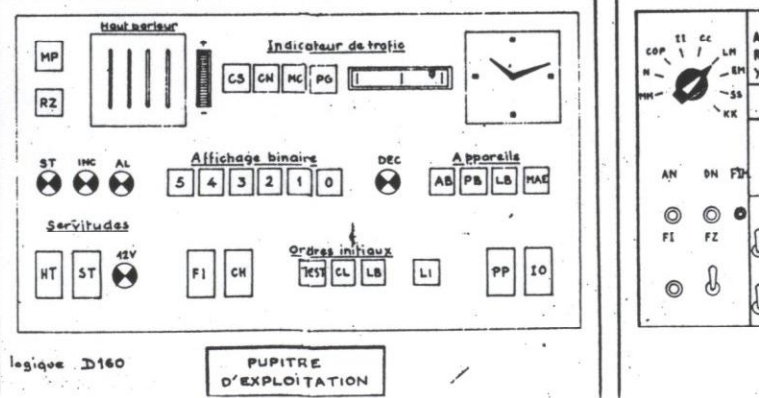 Haut parleur
Indicateur de trafic
MP
RZ
+
-
CS CN MC PG
ST INC AL
Affichage binaire
5 4 3 2 1 0
DEC
Appareils
AB PB LB MAE
Servitudes
HT ST 12V
FI CH
Ordres initiaux
TEST CL LB
LI
PP IO
logique D160
PUPITRE
D'EXPLOITATION
COP II CC LM
N EM
MM SS
KK
AN DN
FI FZ